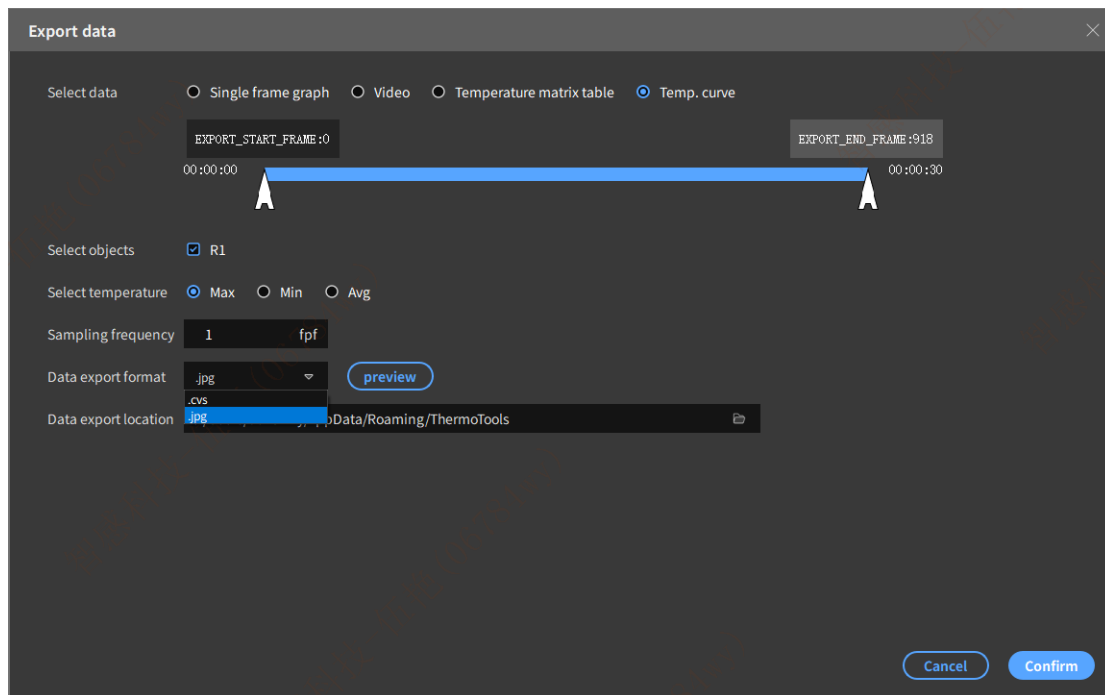 Export data
Select data Single frame graph Video Temperature matrix table Temp. curve
EXPORT_START_FRAME:0 EXPORT_END_FRAME:918
00:00:00 00:00:30
Select objects R1
Select temperature Max Min Avg
Sampling frequency 1 fpf
Data export format .jpg preview
.cvs
.jpg
Data export location Data/Roaming/ThermoTools
Cancel Confirm